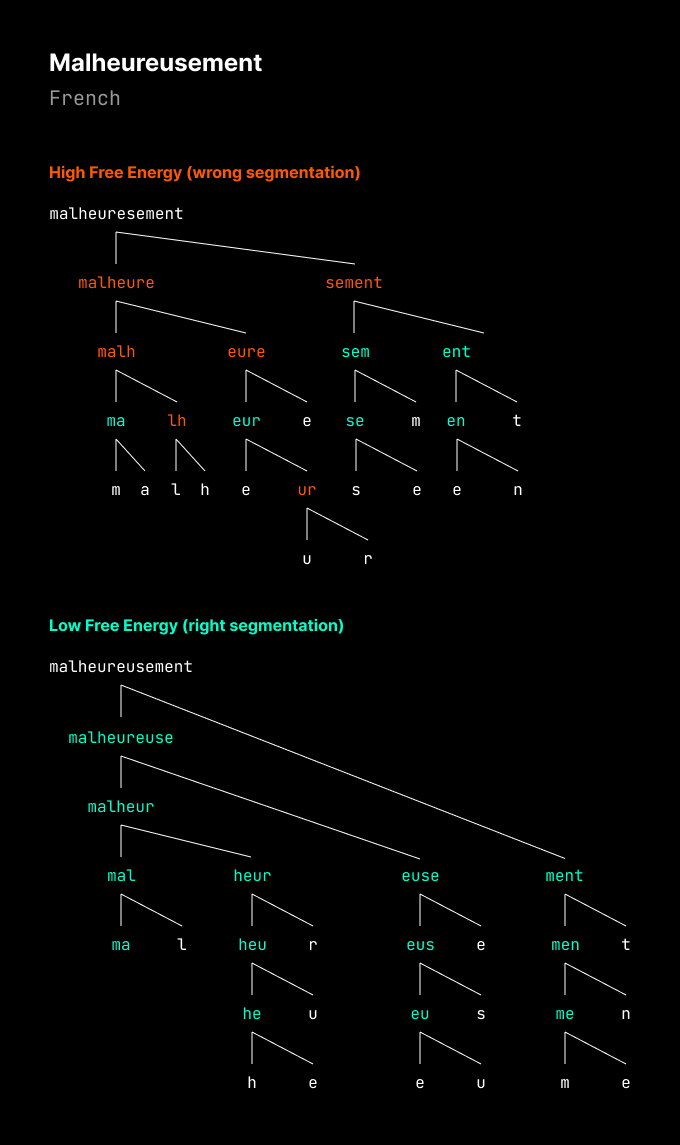 Malheureusement
French
High Free Energy (wrong segmentation)
malheuresement
malheure sement
malh eure sem ent
ma lh eur e se m en t
m a l h e ur s e e n
u r
Low Free Energy (right segmentation)
malheureusement
malheureuse
malheur
mal heur euse ment
ma l heu r eus e men t
he u eu s me n
h e e u m e